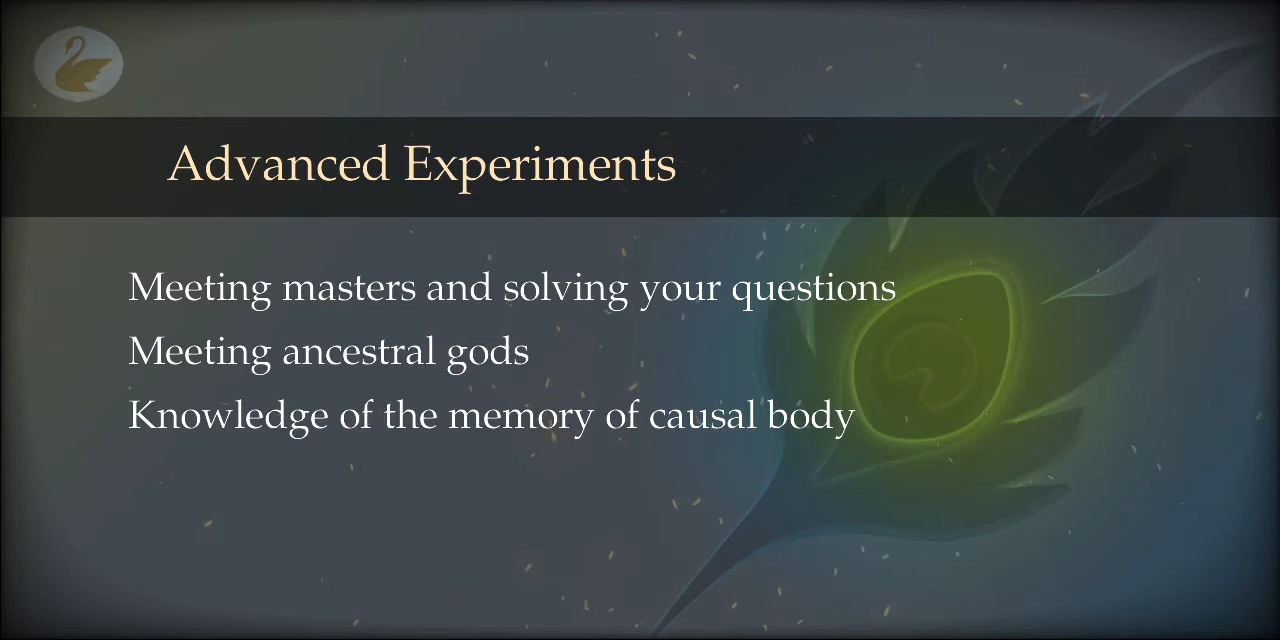 Advanced Experiments
Meeting masters and solving your questions
Meeting ancestral gods
Knowledge of the memory of causal body